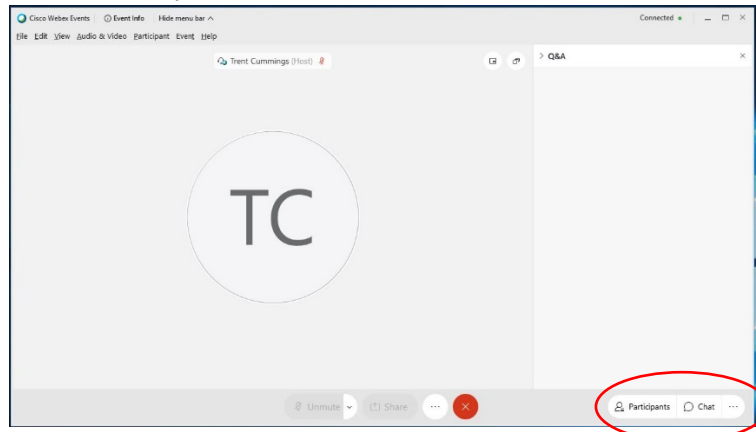 Cisco Webex Events Event Info Hide menu bar Connected
File Edit View Audio & Video Participant Event Help
Trent Cummings (Host)
Q&A
TC
Unmute Share
Participants Chat